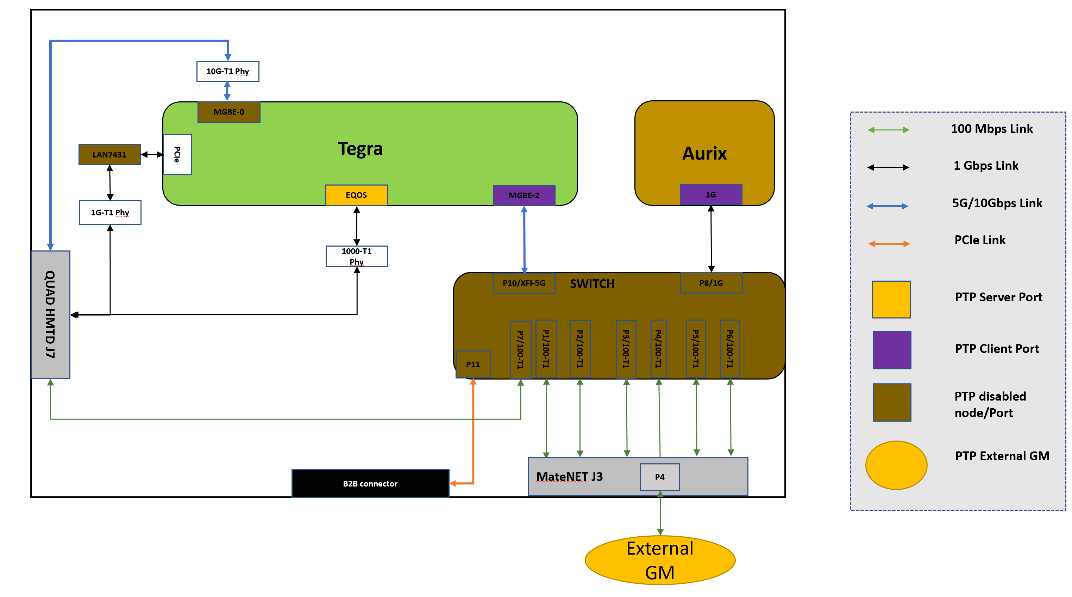 10G-T1 Phy
MGBE-0
Tegra
Aurix
LAN7431
PCIe
1G-T1 Phy
EQOS
MGBE-2
1G
1000-T1
Phy
QUAD HMTD J7
P10/XFI-5G
SWITCH
P8/1G
P11
P7/100-T1
P1/100-T1
P2/100-T1
P3/100-T1
P4/100-T1
P5/100-T1
P6/100-T1
B2B connector
MateNET J3
P4
External
GM
100 Mbps Link
1 Gbps Link
5G/10Gbps Link
PCIe Link
PTP Server Port
PTP Client Port
PTP disabled
node/Port
PTP External GM